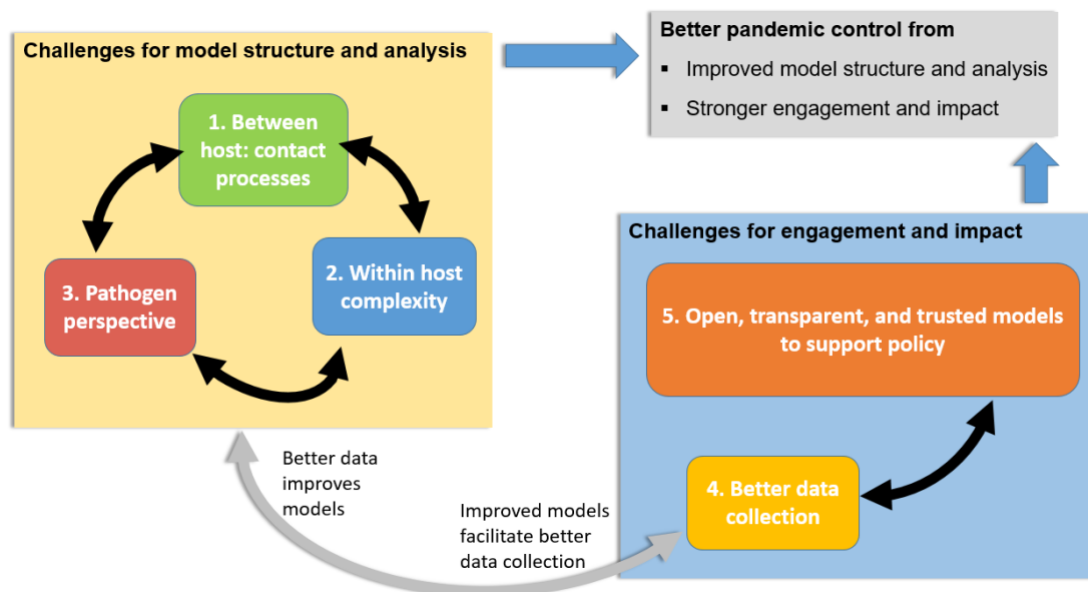 Challenges for model structure and analysis
1. Between
host: contact
processes
2. Within host
complexity
3. Pathogen
perspective
Better pandemic control from
▪ Improved model structure and analysis
▪ Stronger engagement and impact
Challenges for engagement and impact
5. Open, transparent, and trusted models
to support policy
4. Better data
collection
Better data
improves
models
Improved models
facilitate better
data collection